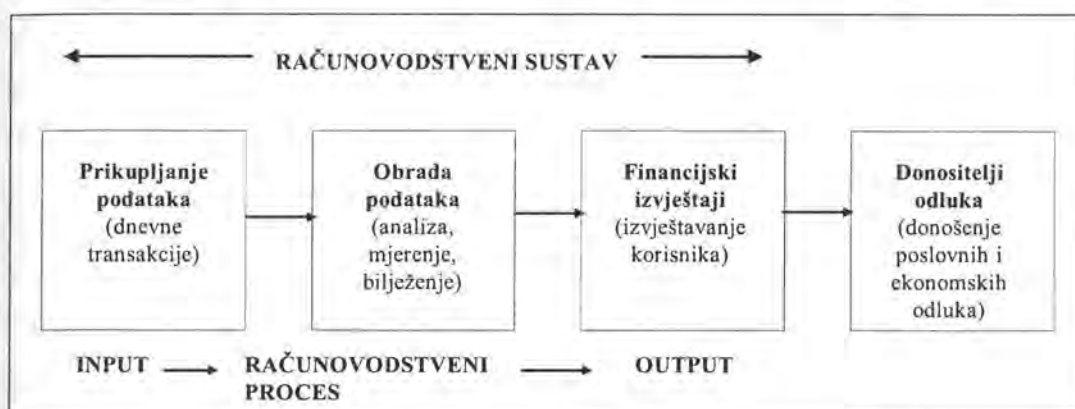 RAČUNOVODSTVENI SUSTAV
Prikupljanje
podataka
(dnevne
transakcije)
Obrada
podataka
(analiza,
mjerenje,
bilježenje)
Financijski
izvještaji
(izvještavanje
korisnika)
Donositelji
odluka
(donošenje
poslovnih i
ekonomskih
odluka)
INPUT
RAČUNOVODSTVENI
PROCES
OUTPUT